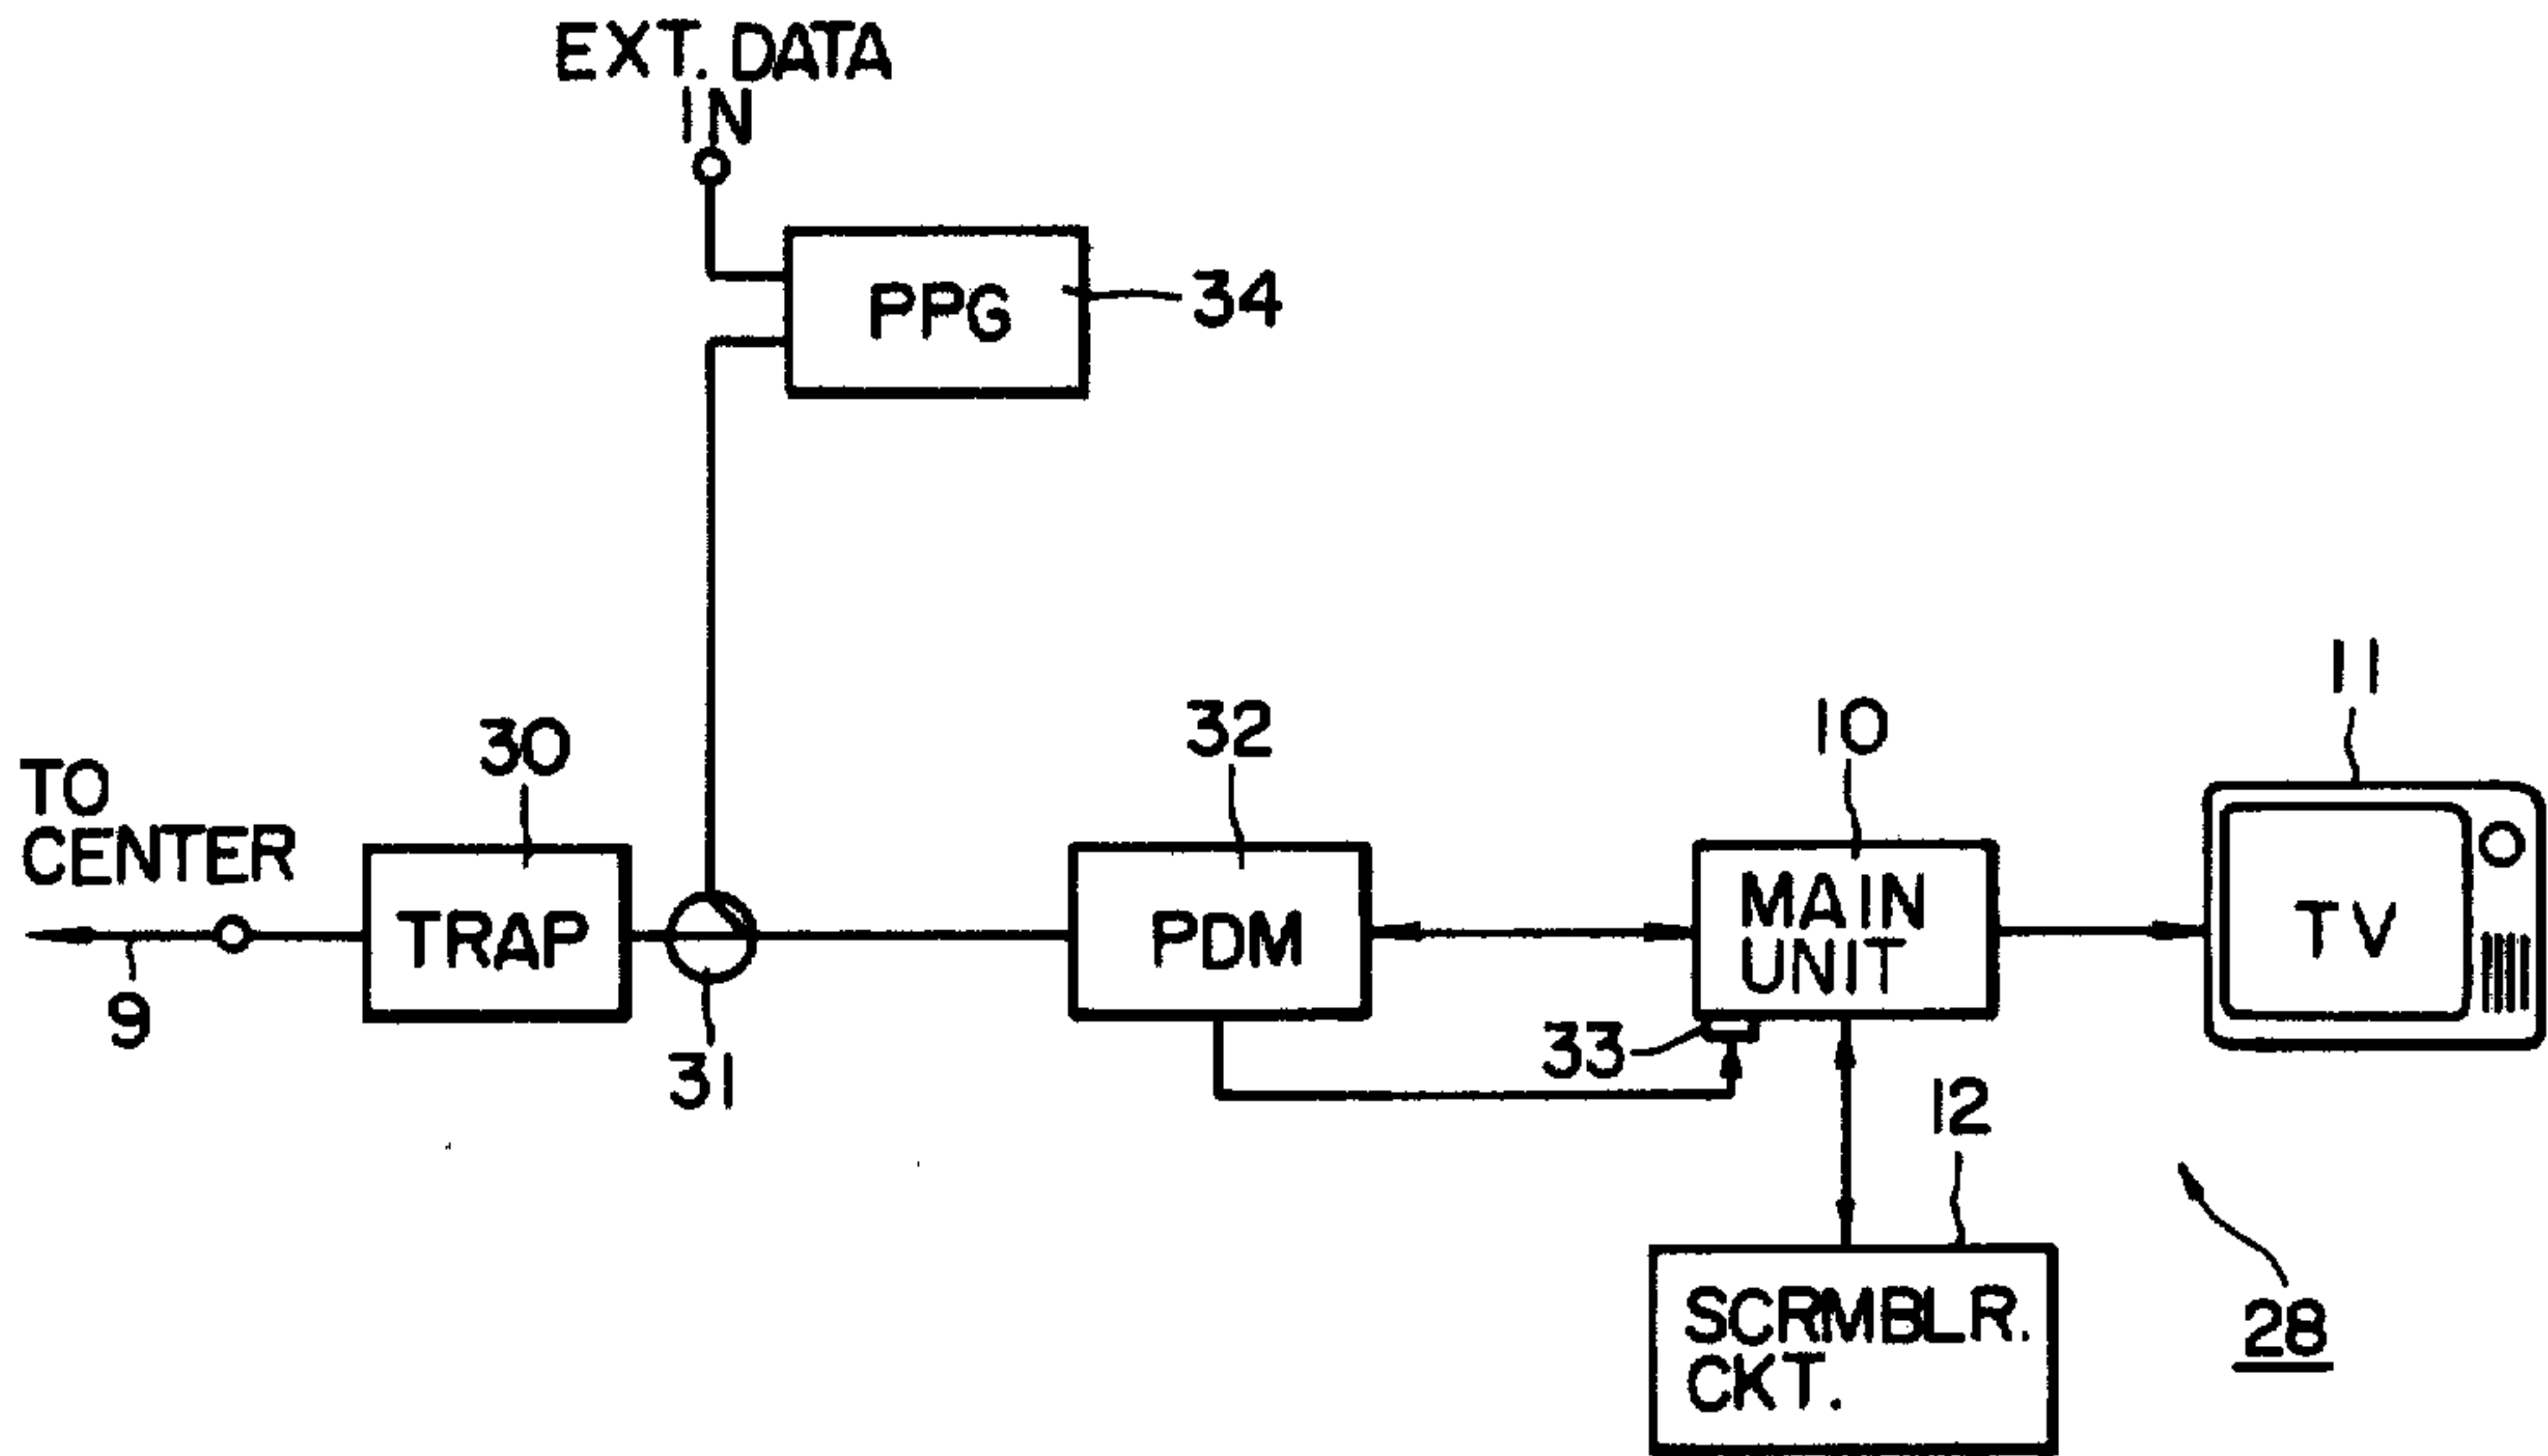 EXT. DATA
IN
PPG
34
11
10
32
30
TO
CENTER
TRAP
PDM
MAIN
UNIT
TV
9
31
33
12
SCRMBLR.
CKT.
28